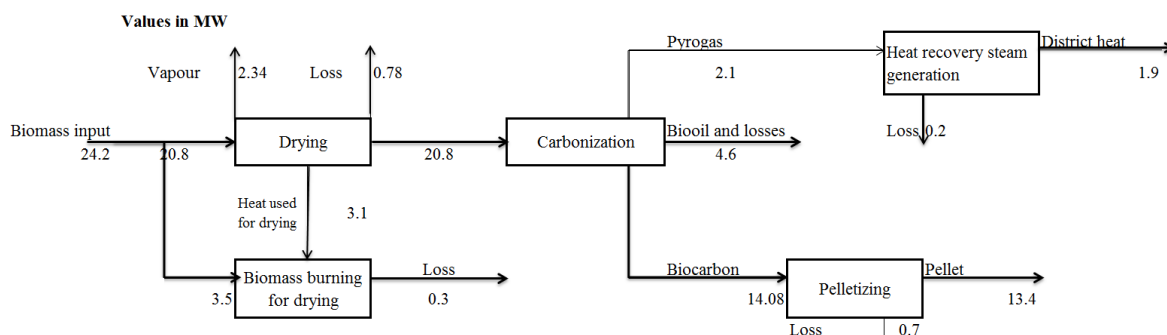 Values in MW
Pyrogas
District heat
Vapour
2.34
Loss
0.78
2.1
Heat recovery steam
generation
1.9
Biomass input
24.2
20.8
Drying
20.8
Carbonization
Biooil and losses
4.6
Loss
0.2
Heat used
for drying
3.1
Biomass burning
for drying
3.5
Loss
0.3
Biocarbon
14.08
Pelletizing
Pellet
13.4
Loss
0.7